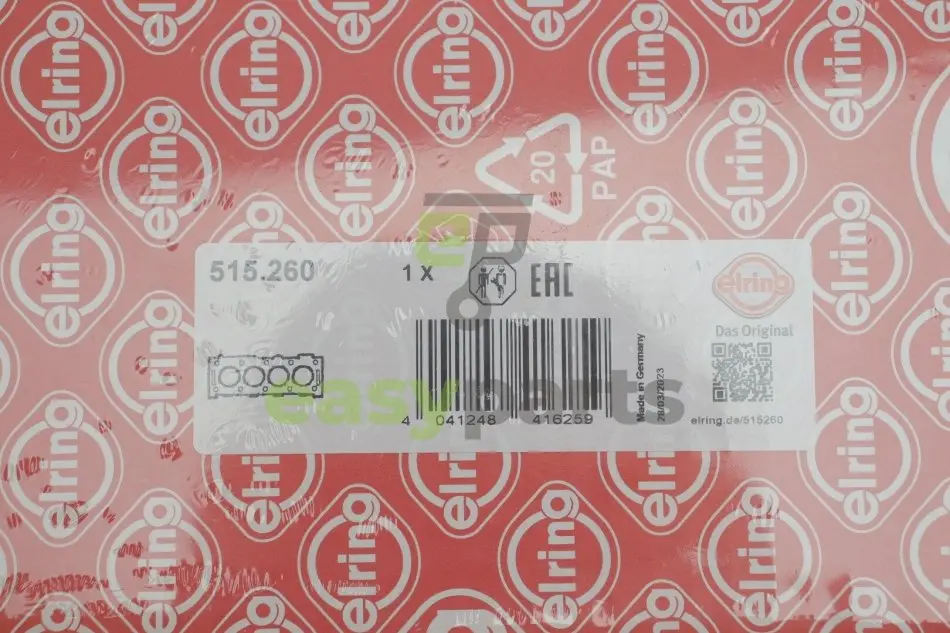 elring
20
PAP
515.260
1 x
EAC
elring
Das Original
4 041248 416259
Made in Germany
28/03/2023
elring.de/515260
ep
easyparts